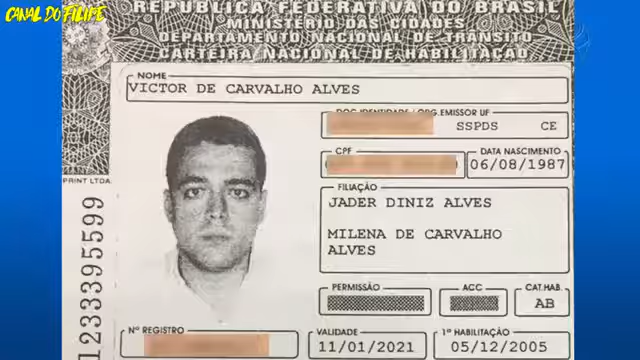 CANAL DO FILIPE
REPÚBLICA FEDERATIVA DO BRASIL
MINISTÉRIO DAS CIDADES
DEPARTAMENTO NACIONAL DE TRÂNSITO
CARTEIRA NACIONAL DE HABILITAÇÃO
NOME
VICTOR DE CARVALHO ALVES
DOC. IDENTIDADE / ORG. EMISSOR UF
SSPDS CE
CPF
DATA NASCIMENTO
06/08/1987
FILIAÇÃO
JADER DINIZ ALVES
MILENA DE CARVALHO
ALVES
PERMISSÃO
ACC
CAT. HAB.
AB
Nº REGISTRO
VALIDADE
11/01/2021
1ª HABILITAÇÃO
05/12/2005
PRINT LTDA.
1233395599